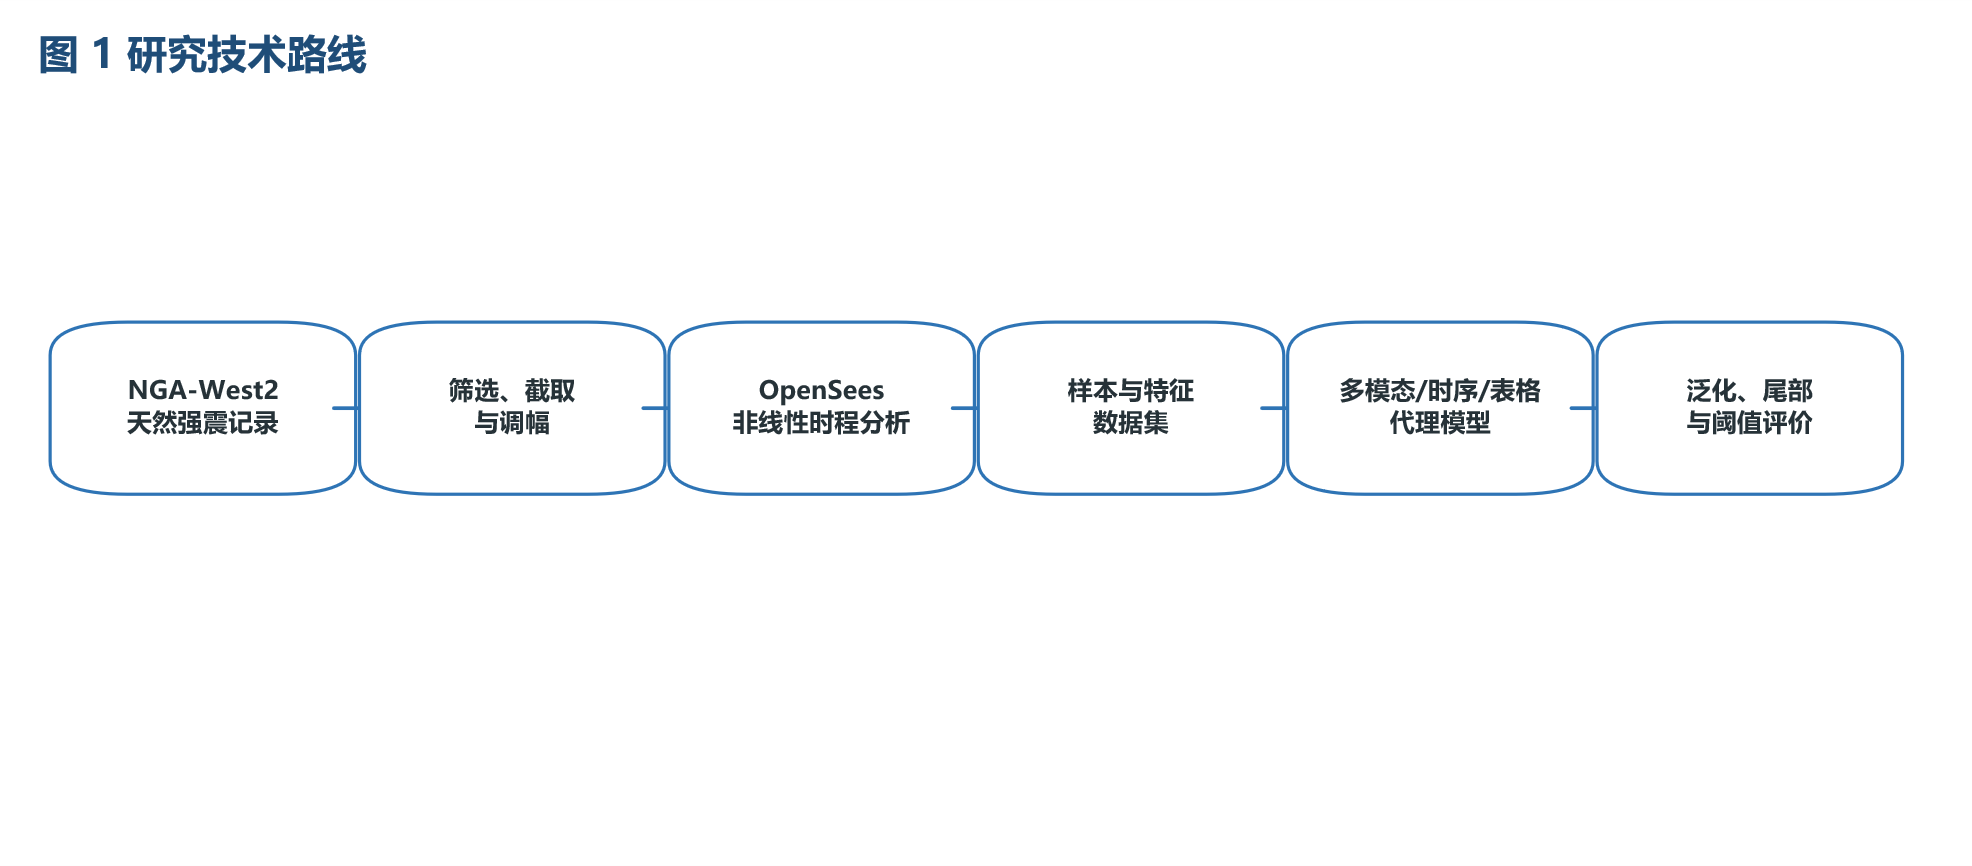 图 1 研究技术路线
NGA-West2
天然强震记录
筛选、截取
与调幅
OpenSees
非线性时程分析
样本与特征
数据集
多模态/时序/表格
代理模型
泛化、尾部
与阈值评价